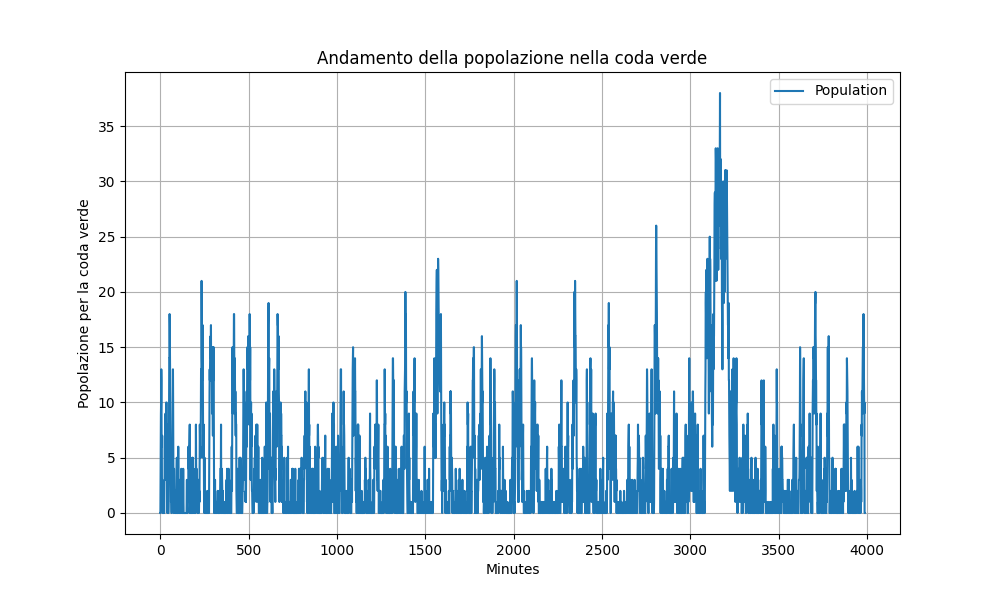 Andamento della popolazione nella coda verde
Population
Popolazione per la coda verde
35
30
25
20
15
10
5
0
0 500 1000 1500 2000 2500 3000 3500 4000
Minutes